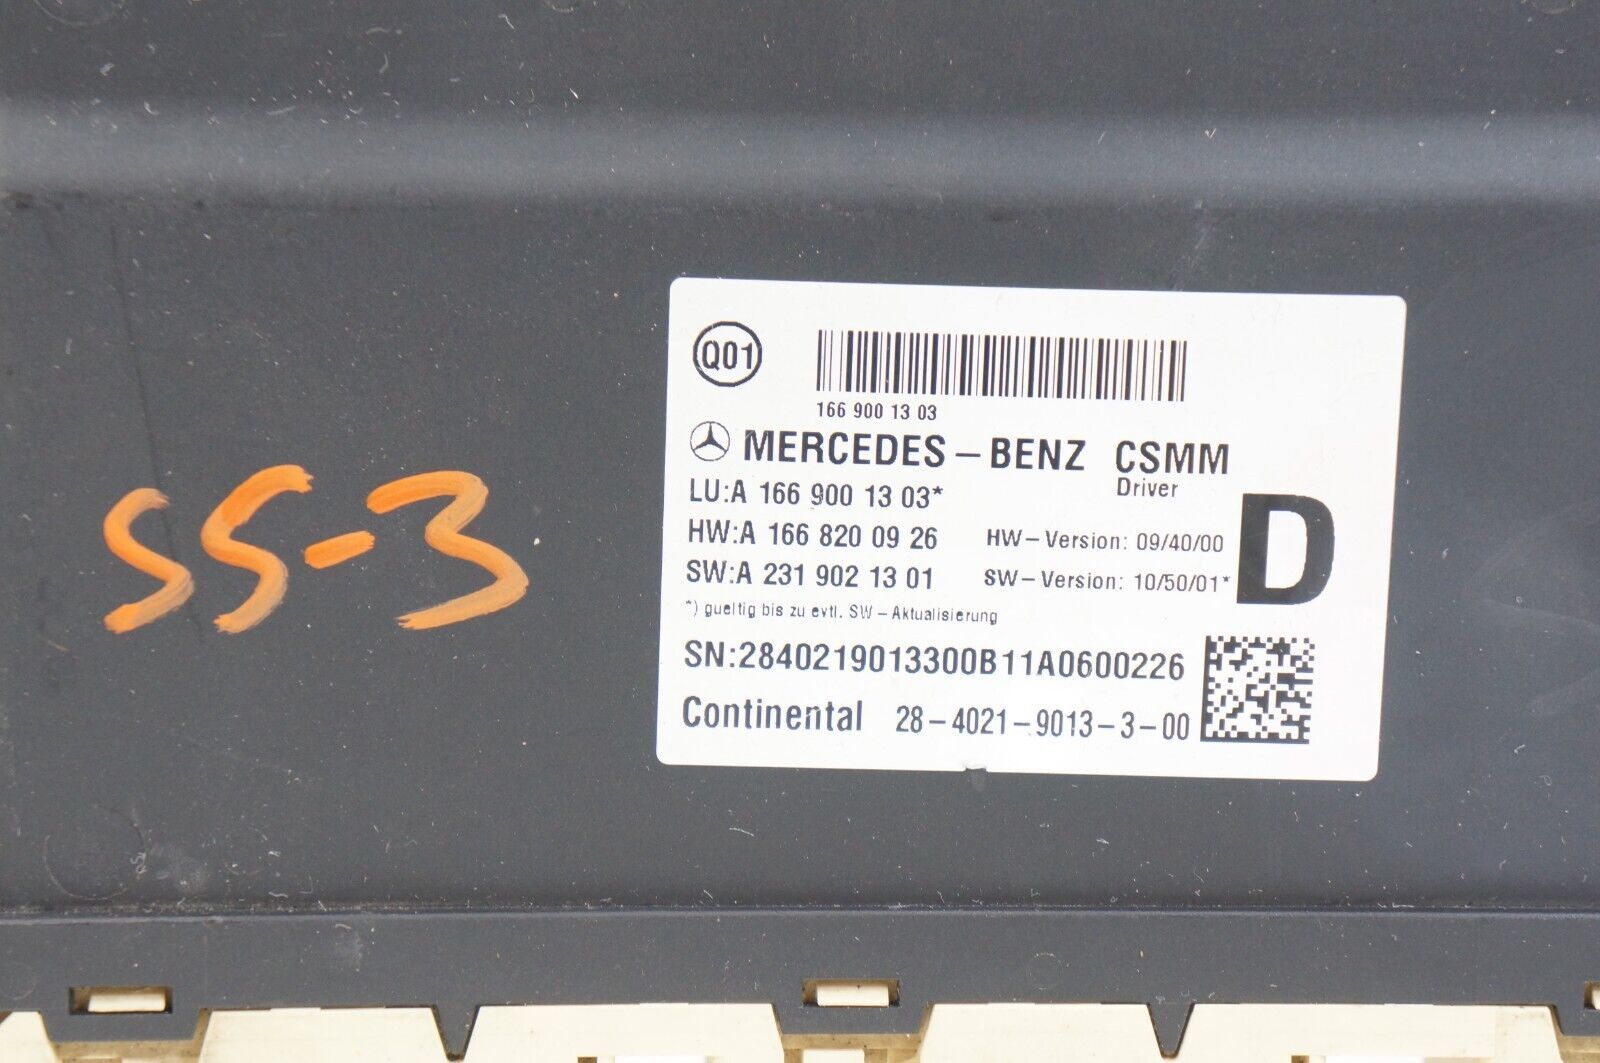 SS-3
Q01
166 900 13 03
MERCEDES-BENZ CSMM
Driver
LU:A 166 900 13 03*
HW:A 166 820 09 26 HW-Version: 09/40/00
SW:A 231 902 13 01 SW-Version: 10/50/01*
D
*) gueltig bis zu evtl. SW-Aktualisierung
SN:2840219013300B11A0600226
Continental 28-4021-9013-3-00